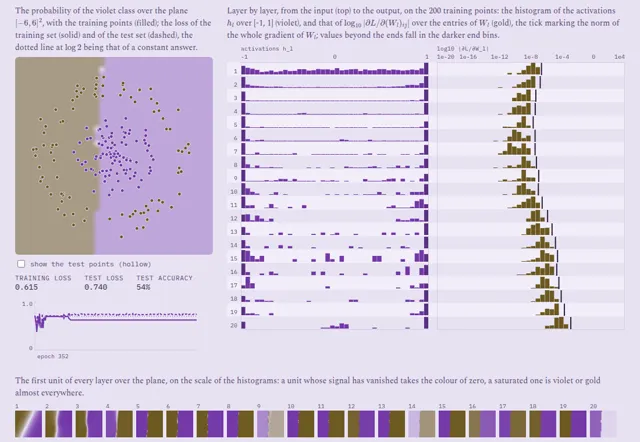 The probability of the violet class over the plane
[−6,6]², with the training points (filled); the loss of the
training set (solid) and of the test set (dashed), the
dotted line at log 2 being that of a constant answer.
Layer by layer, from the input (top) to the output, on the 200 training points: the histogram of the activations
hₗ over [-1, 1] (violet), and that of log₁₀ |∂L/∂(Wₗ)ᵢⱼ| over the entries of Wₗ (gold), the tick marking the norm of
the whole gradient of Wₗ; values beyond the ends fall in the darker end bins.
activations h_l
log10 |∂L/∂W_l|
-1 0 1
1e-20 1e-16 1e-12 1e-8 1e-4 0 1e4
1
2
3
4
5
6
7
8
9
10
11
12
13
14
15
16
17
18
19
20
show the test points (hollow)
TRAINING LOSS TEST LOSS TEST ACCURACY
0.615 0.740 54%
1.0
0
epoch 352
The first unit of every layer over the plane, on the scale of the histograms: a unit whose signal has vanished takes the colour of zero, a saturated one is violet or gold
almost everywhere.
1 2 3 4 5 6 7 8 9 10 11 12 13 14 15 16 17 18 19 20